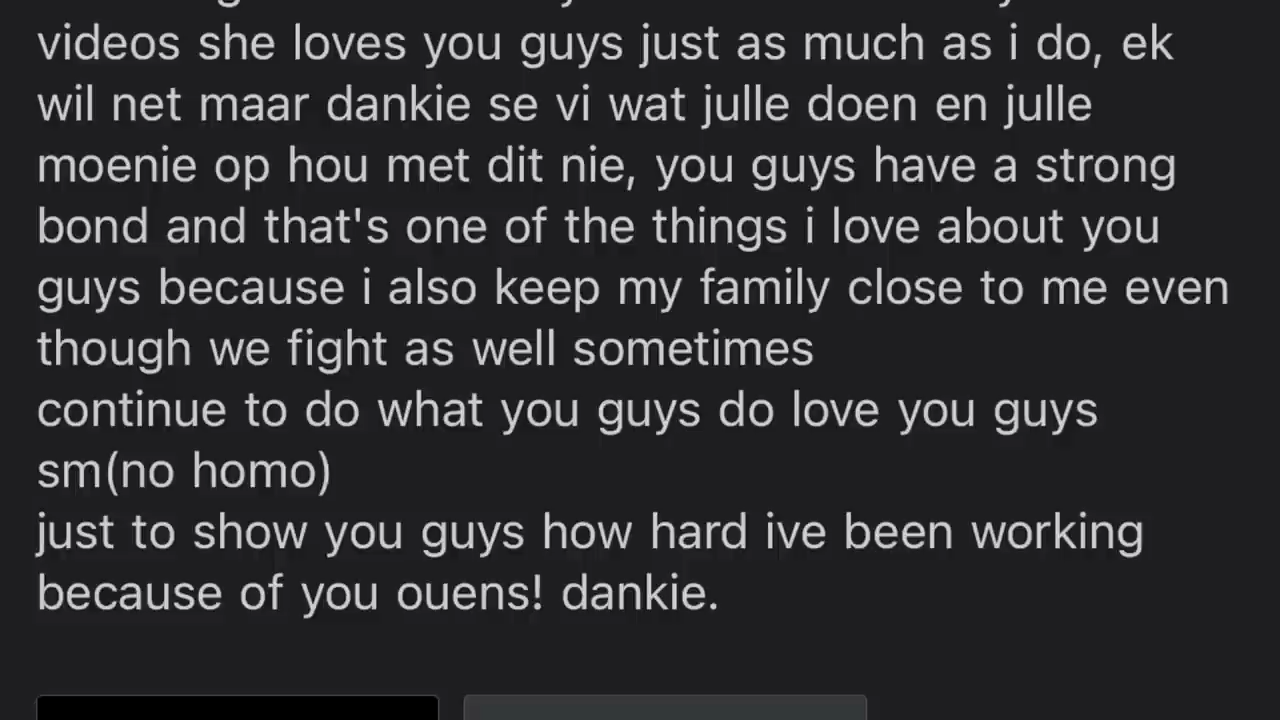 videos she loves you guys just as much as i do, ek
wil net maar dankie se vi wat julle doen en julle
moenie op hou met dit nie, you guys have a strong
bond and that's one of the things i love about you
guys because i also keep my family close to me even
though we fight as well sometimes
continue to do what you guys do love you guys
sm(no homo)
just to show you guys how hard ive been working
because of you ouens! dankie.